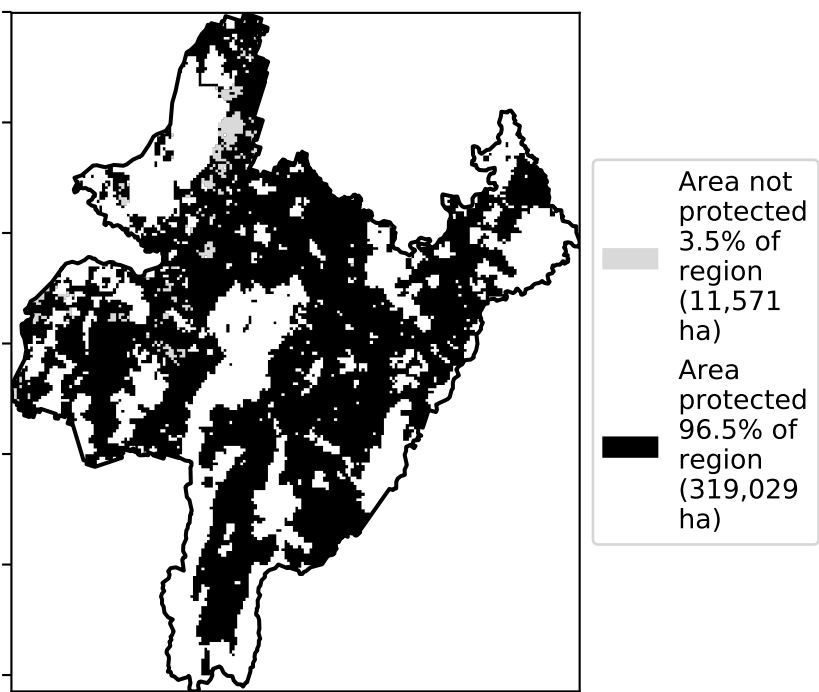 Area not
protected
3.5% of
region
(11,571
ha)
Area
protected
96.5% of
region
(319,029
ha)